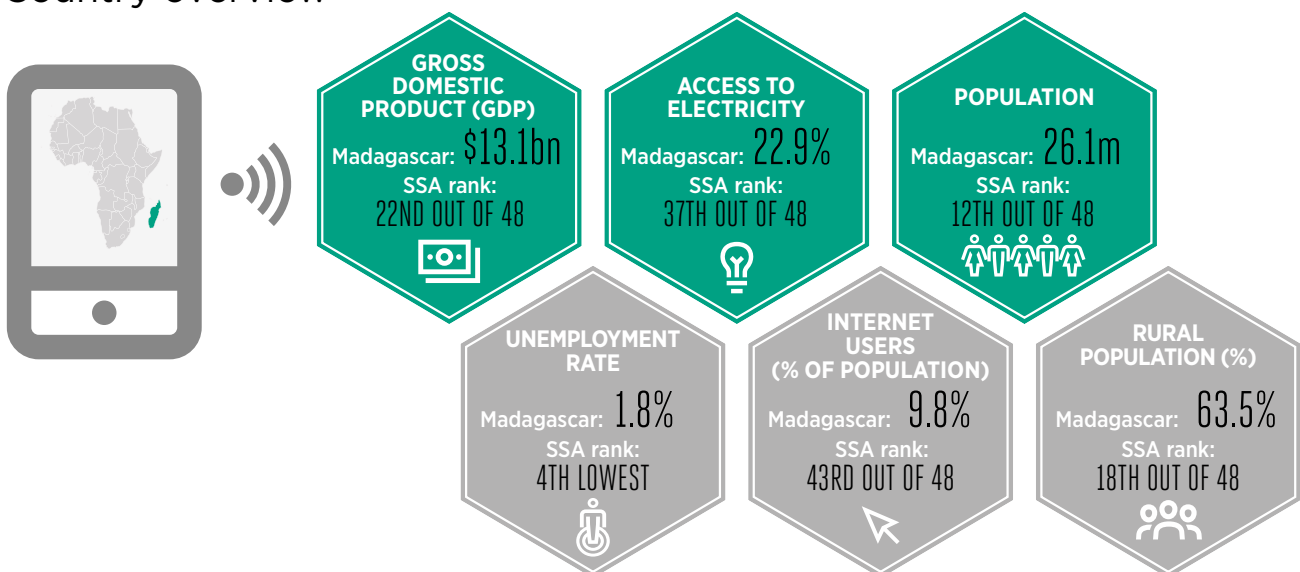 Country overview
GROSS
DOMESTIC
PRODUCT (GDP)
Madagascar: $13.1bn
SSA rank:
22ND OUT OF 48
ACCESS TO
ELECTRICITY
Madagascar: 22.9%
SSA rank:
37TH OUT OF 48
POPULATION
Madagascar: 26.1m
SSA rank:
12TH OUT OF 48
UNEMPLOYMENT
RATE
Madagascar: 1.8%
SSA rank:
4TH LOWEST
INTERNET
USERS
(% OF POPULATION)
Madagascar: 9.8%
SSA rank:
43RD OUT OF 48
RURAL
POPULATION (%)
Madagascar: 63.5%
SSA rank:
18TH OUT OF 48